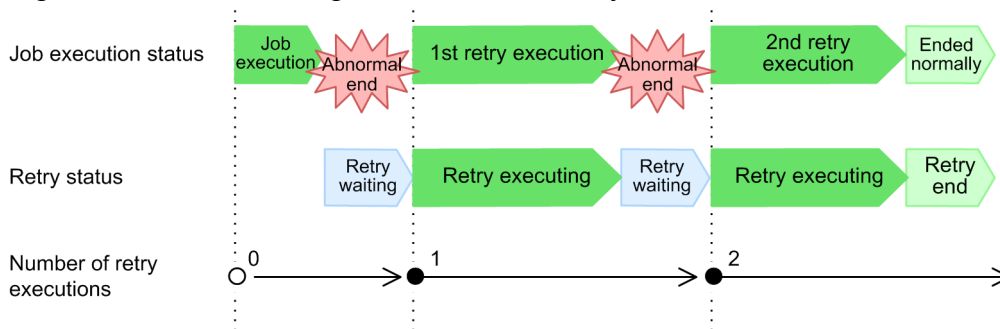 Job execution status
Job
execution
Abnormal
end
1st retry execution
Abnormal
end
2nd retry
execution
Ended
normally
Retry status
Retry
waiting
Retry executing
Retry
waiting
Retry executing
Retry
end
Number of retry
executions
0
1
2